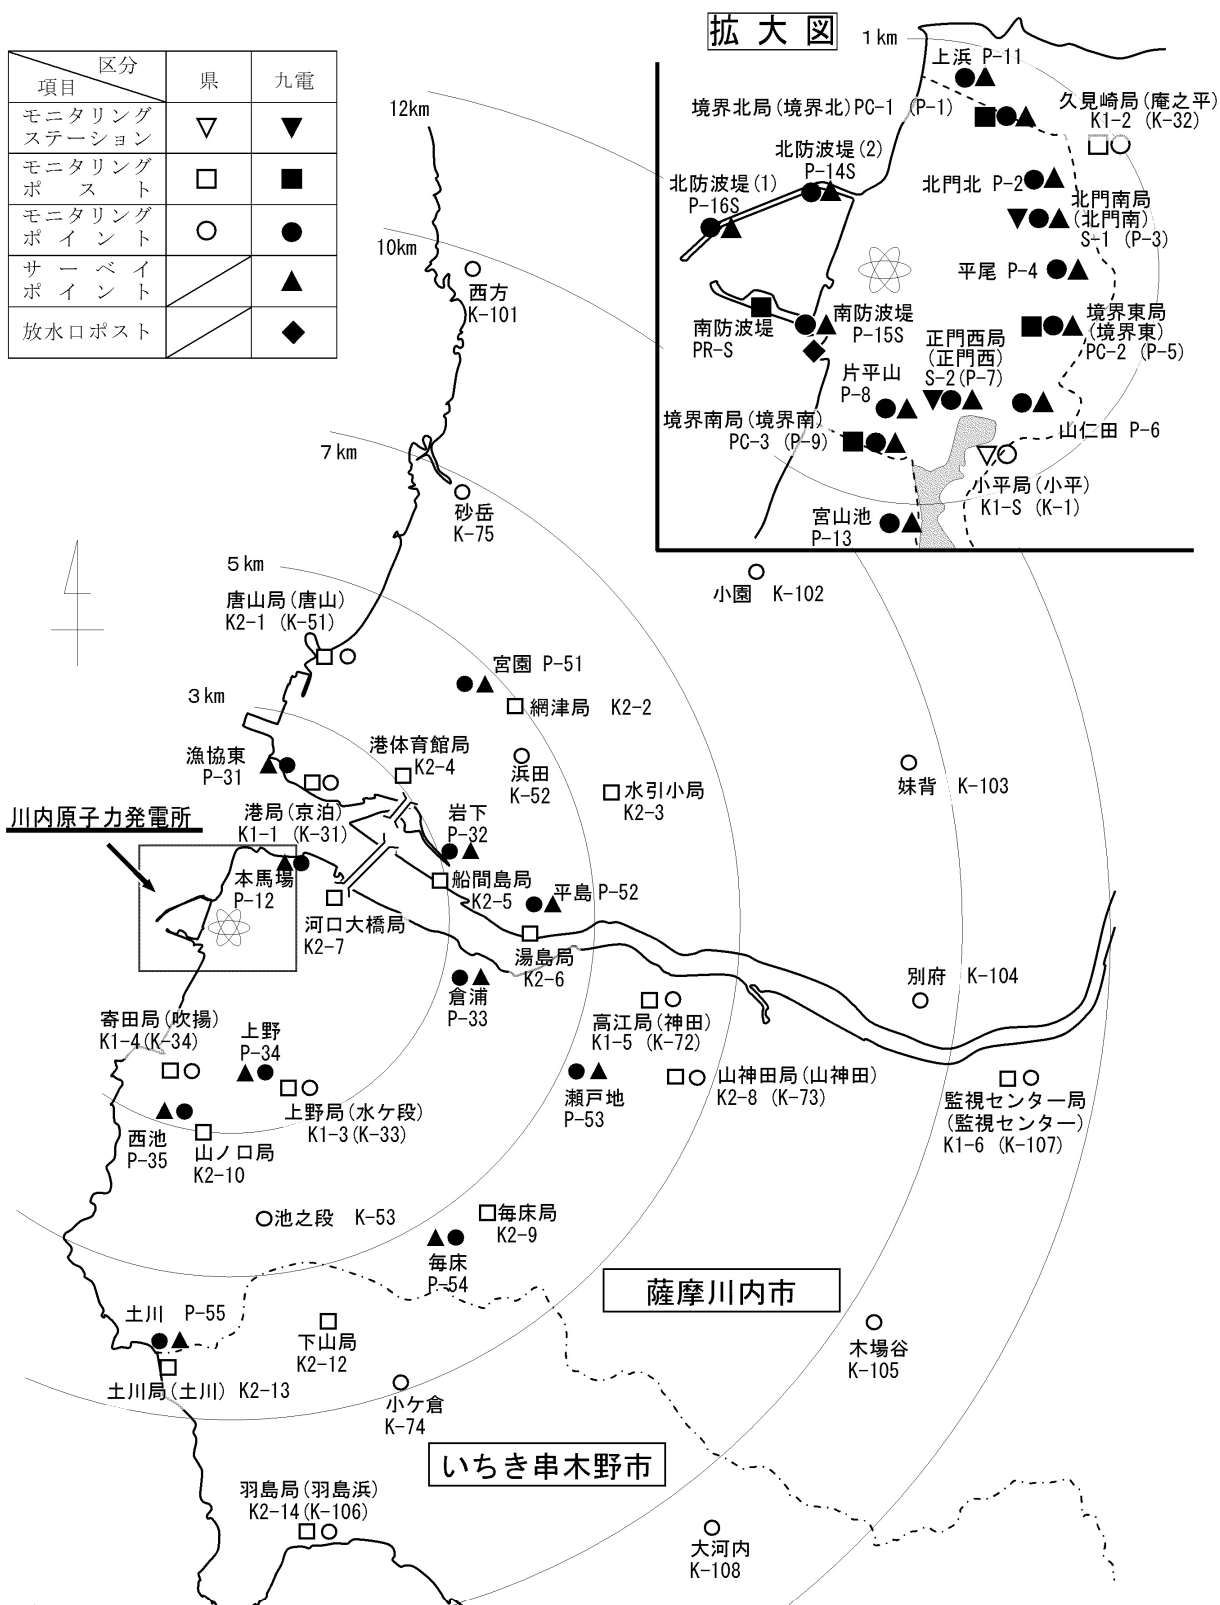 拡大図
区分
項目
県
九電
モニタリング
ステーション
モニタリング
ポスト
モニタリング
ポイント
サーベイ
ポイント
放水口ポスト
1km
上浜 P-11
境界北局(境界北)PC-1 (P-1)
久見崎局(庵之平)
K1-2 (K-32)
北防波堤(2)
P-14S
北防波堤(1)
P-16S
北門北 P-2
北門南局
(北門南)
S-1 (P-3)
平尾 P-4
南防波堤
PR-S
南防波堤
P-15S
境界東局
(境界東)
PC-2 (P-5)
正門西局
(正門西)
S-2(P-7)
片平山
P-8
境界南局(境界南)
PC-3 (P-9)
山仁田 P-6
小平局(小平)
K1-S (K-1)
宮山池
P-13
12km
10km
西方
K-101
7km
砂岳
K-75
5km
唐山局(唐山)
K2-1 (K-51)
小園 K-102
宮園 P-51
網津局 K2-2
3km
漁協東
P-31
港体育館局
K2-4
浜田
K-52
水引小局
K2-3
妹背 K-103
川内原子力発電所
港局(京泊)
K1-1 (K-31)
岩下
P-32
本馬場
P-12
船間島局
K2-5
平島 P-52
河口大橋局
K2-7
湯島局
K2-6
別府 K-104
倉浦
P-33
高江局(神田)
K1-5 (K-72)
寄田局(吹揚)
K1-4(K-34)
上野
P-34
上野局(水ケ段)
K1-3(K-33)
瀬戸地
P-53
山神田局(山神田)
K2-8 (K-73)
監視センター局
(監視センター)
K1-6 (K-107)
西池
P-35
山ノ口局
K2-10
池之段 K-53
毎床局
K2-9
毎床
P-54
薩摩川内市
土川 P-55
下山局
K2-12
土川局(土川) K2-13
木場谷
K-105
小ケ倉
K-74
いちき串木野市
羽島局(羽島浜)
K2-14(K-106)
大河内
K-108